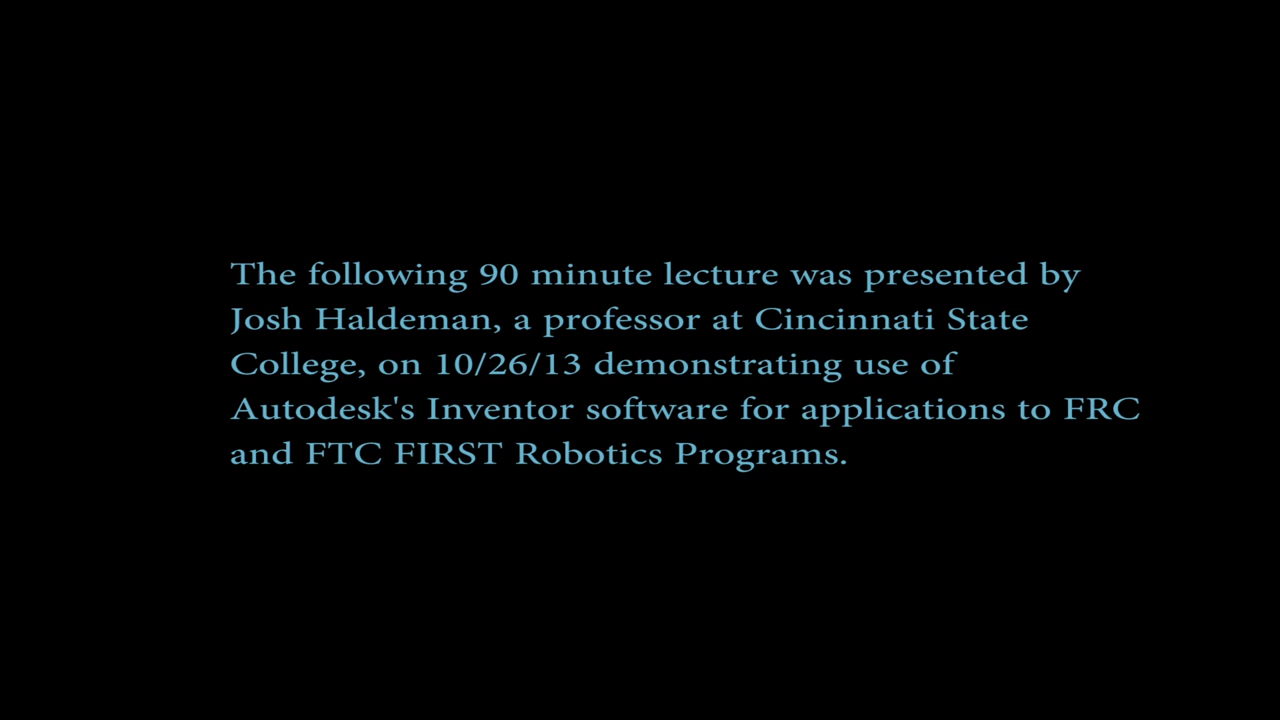 The following 90 minute lecture was presented by
Josh Haldeman, a professor at Cincinnati State
College, on 10/26/13 demonstrating use of
Autodesk's Inventor software for applications to FRC
and FTC FIRST Robotics Programs.